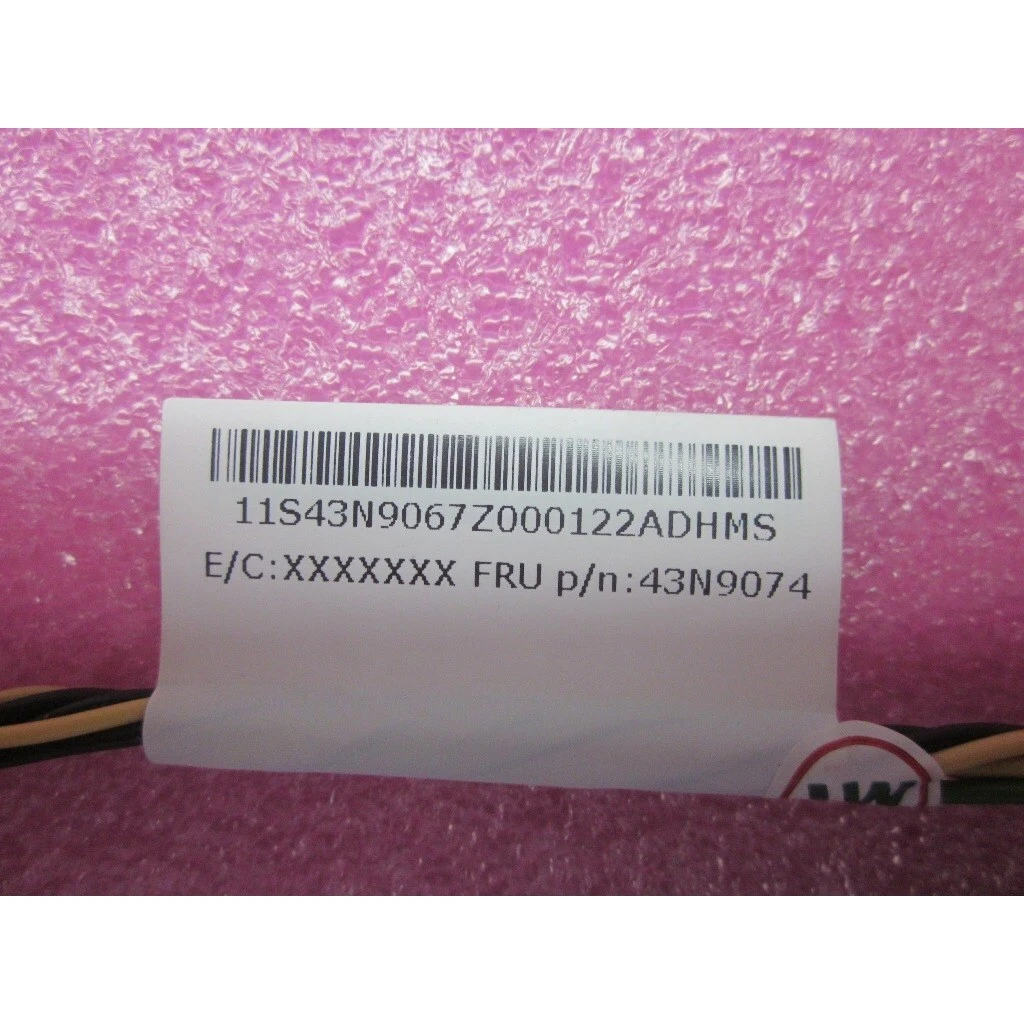 11S43N9067Z000122ADHMS
E/C:XXXXXXX FRU p/n:43N9074